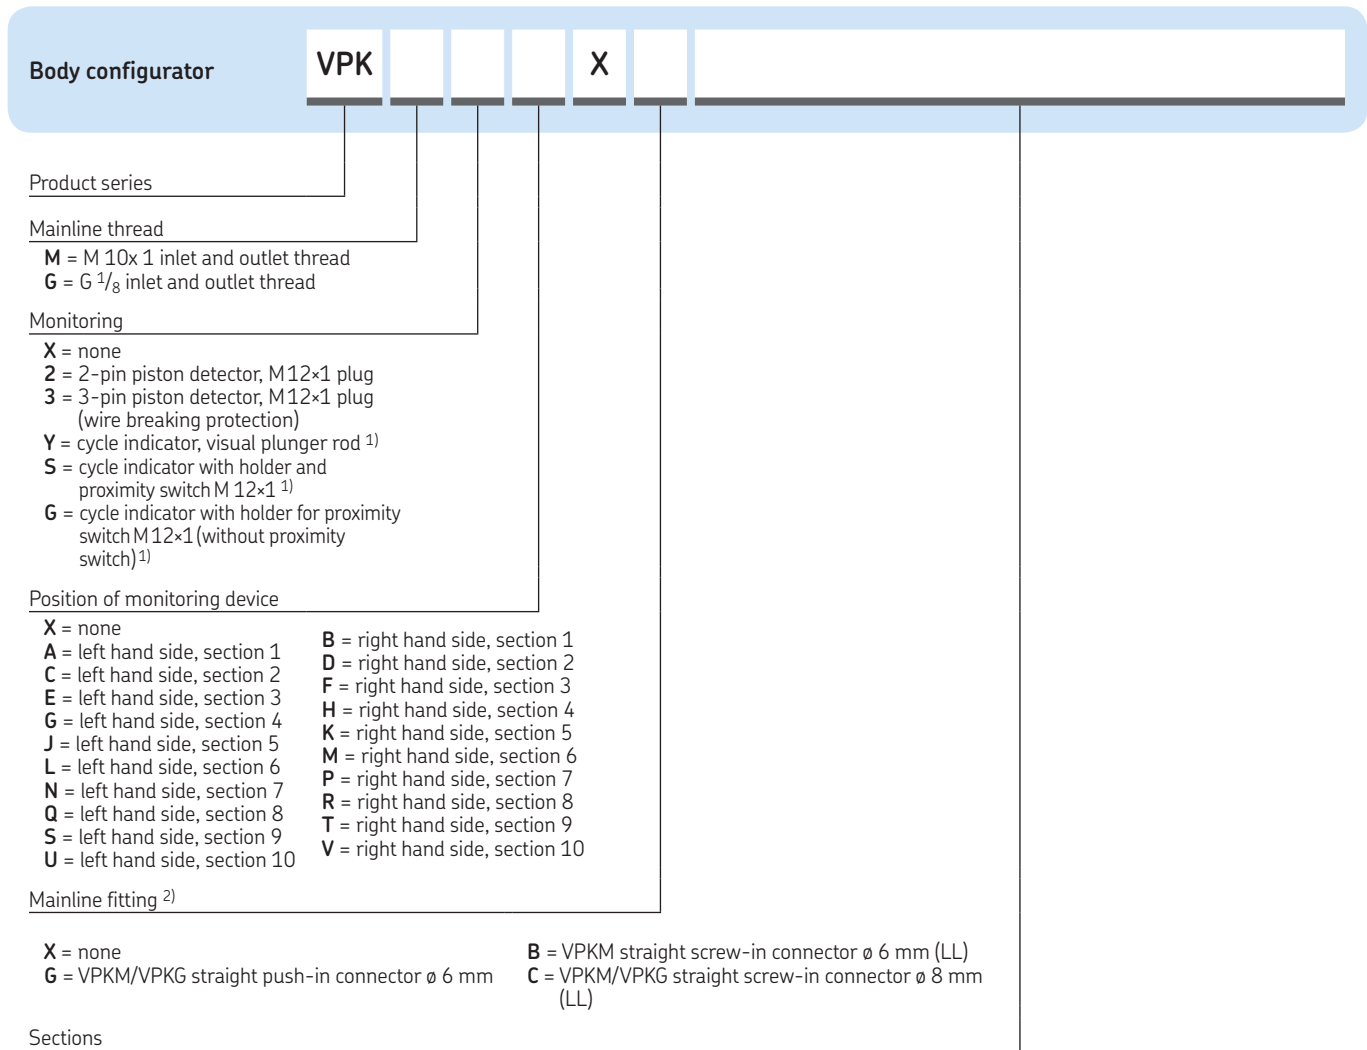 Body configurator VPK X
Product series
Mainline thread
M = M 10x 1 inlet and outlet thread
G = G 1/8 inlet and outlet thread
Monitoring
X = none
2 = 2-pin piston detector, M12×1 plug
3 = 3-pin piston detector, M12×1 plug
(wire breaking protection)
Y = cycle indicator, visual plunger rod 1)
S = cycle indicator with holder and
proximity switch M 12×1 1)
G = cycle indicator with holder for proximity
switch M12×1 (without proximity
switch) 1)
Position of monitoring device
X = none
A = left hand side, section 1
C = left hand side, section 2
E = left hand side, section 3
G = left hand side, section 4
J = left hand side, section 5
L = left hand side, section 6
N = left hand side, section 7
Q = left hand side, section 8
S = left hand side, section 9
U = left hand side, section 10
B = right hand side, section 1
D = right hand side, section 2
F = right hand side, section 3
H = right hand side, section 4
K = right hand side, section 5
M = right hand side, section 6
P = right hand side, section 7
R = right hand side, section 8
T = right hand side, section 9
V = right hand side, section 10
Mainline fitting 2)
X = none
G = VPKM/VPKG straight push-in connector ø 6 mm
B = VPKM straight screw-in connector ø 6 mm (LL)
C = VPKM/VPKG straight screw-in connector ø 8 mm
(LL)
Sections